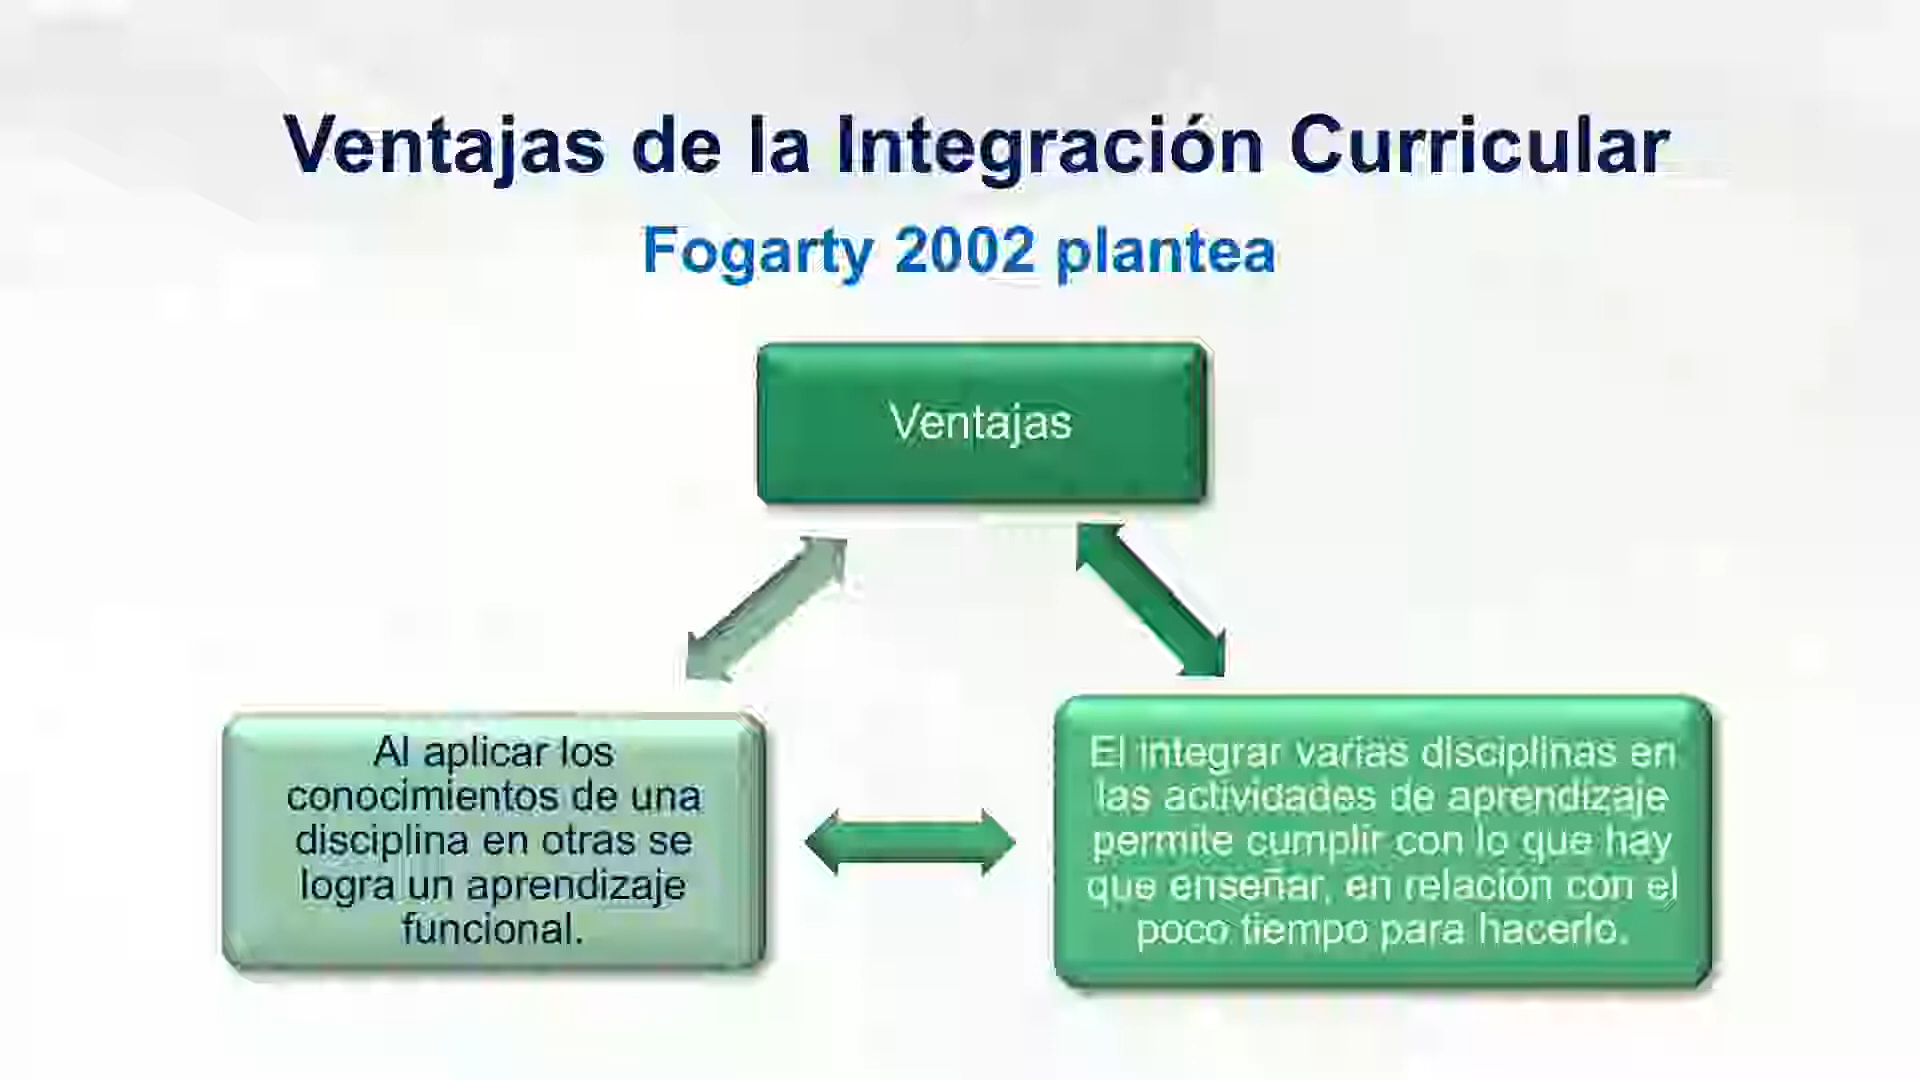 Ventajas de la Integración Curricular
Fogarty 2002 plantea
Ventajas
Al aplicar los
conocimientos de una
disciplina en otras se
logra un aprendizaje
funcional.
El integrar varias disciplinas en
las actividades de aprendizaje
permite cumplir con lo que hay
que enseñar, en relación con el
poco tiempo para hacerlo.